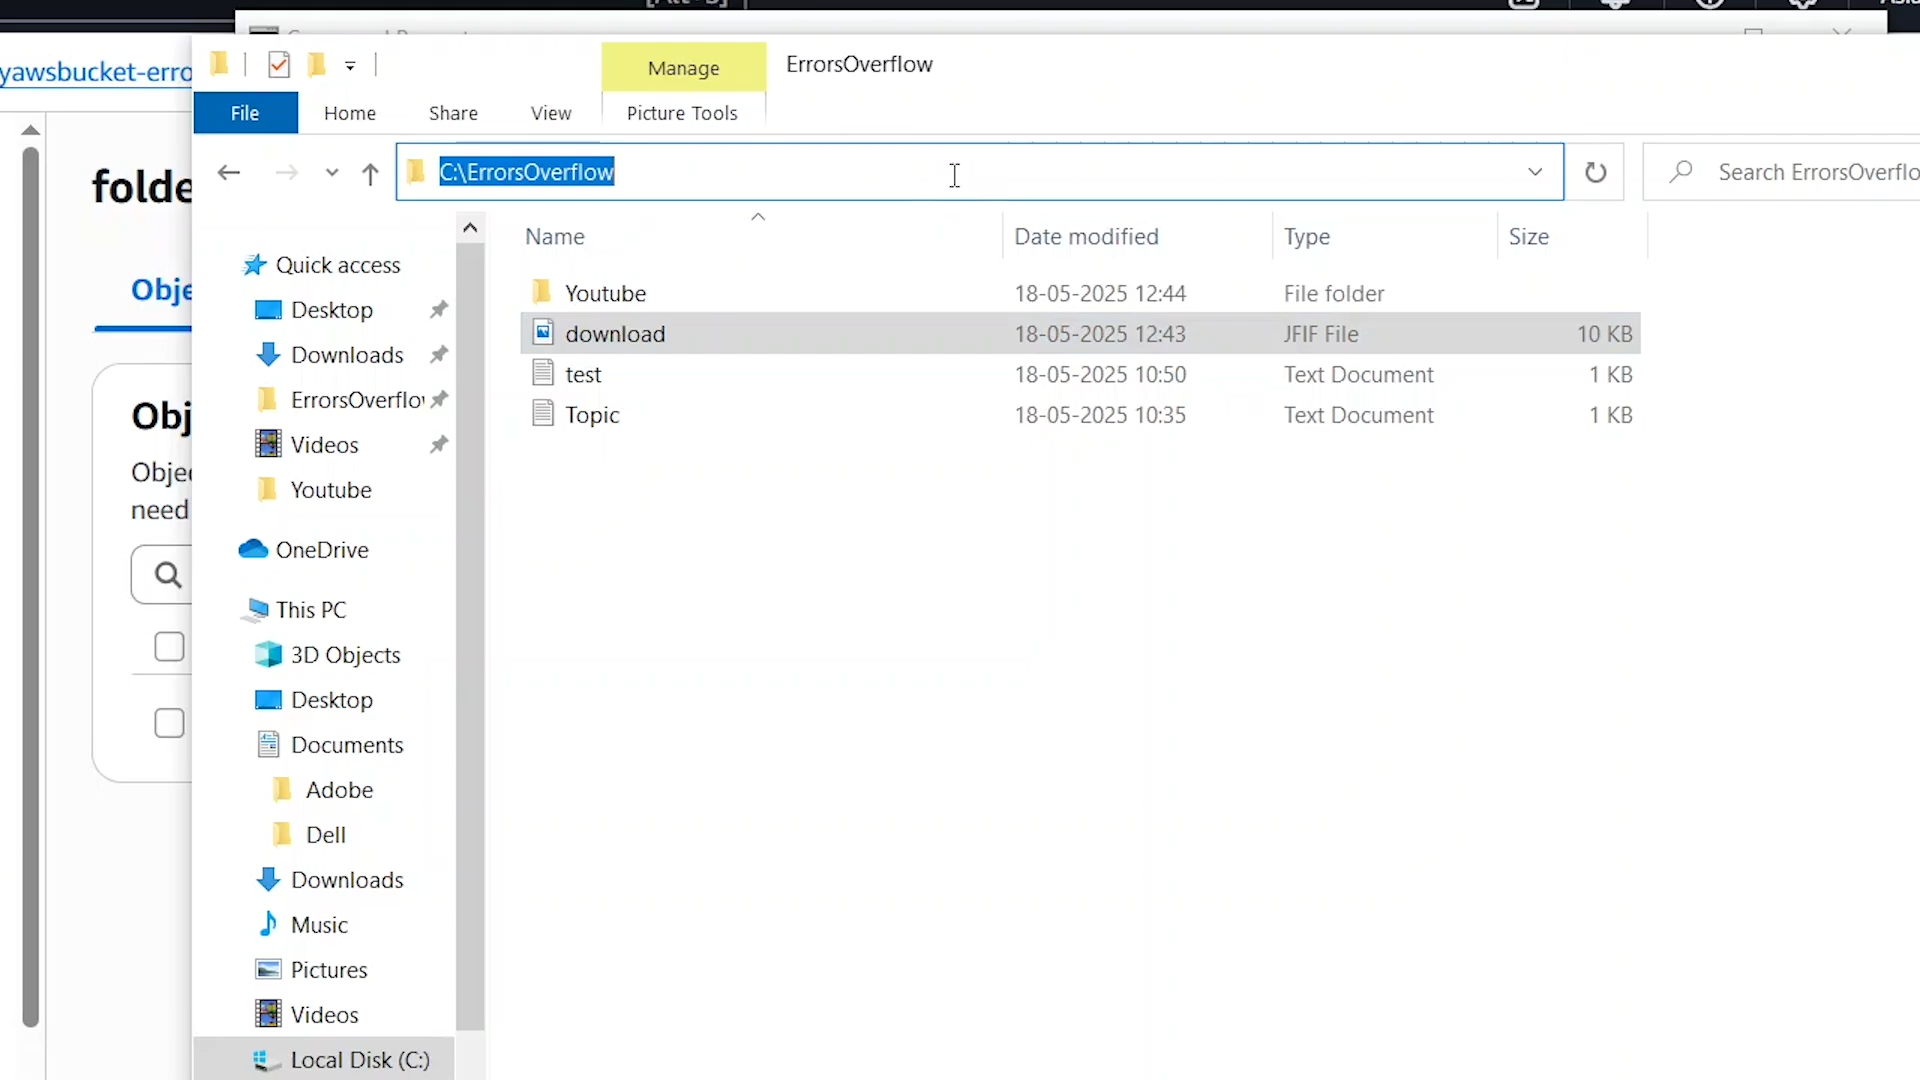 yawsbucket-erro
Manage
ErrorsOverflow
File
Home
Share
View
Picture Tools
C:\ErrorsOverflow
Search ErrorsOverflo
folde
Obje
Obj
Objec
need
Quick access
Desktop
Downloads
ErrorsOverflo
Videos
Youtube
OneDrive
This PC
3D Objects
Desktop
Documents
Adobe
Dell
Downloads
Music
Pictures
Videos
Local Disk (C:)
Name
Date modified
Type
Size
Youtube
18-05-2025 12:44
File folder
download
18-05-2025 12:43
JFIF File
10 KB
test
18-05-2025 10:50
Text Document
1 KB
Topic
18-05-2025 10:35
Text Document
1 KB